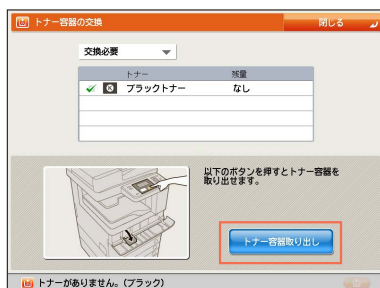 トナー容器の交換
閉じる
交換必要
トナー 残量
K ブラックトナー なし
以下のボタンを押すとトナー容器を
取り出せます。
トナー容器取り出し
トナーがありません。(ブラック)